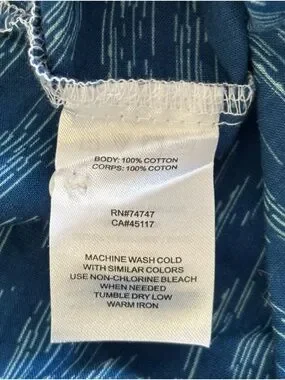 BODY: 100% COTTON
CORPS: 100% COTON
RN#74747
CA#45117
MACHINE WASH COLD
WITH SIMILAR COLORS
USE NON-CHLORINE BLEACH
WHEN NEEDED
TUMBLE DRY LOW
WARM IRON